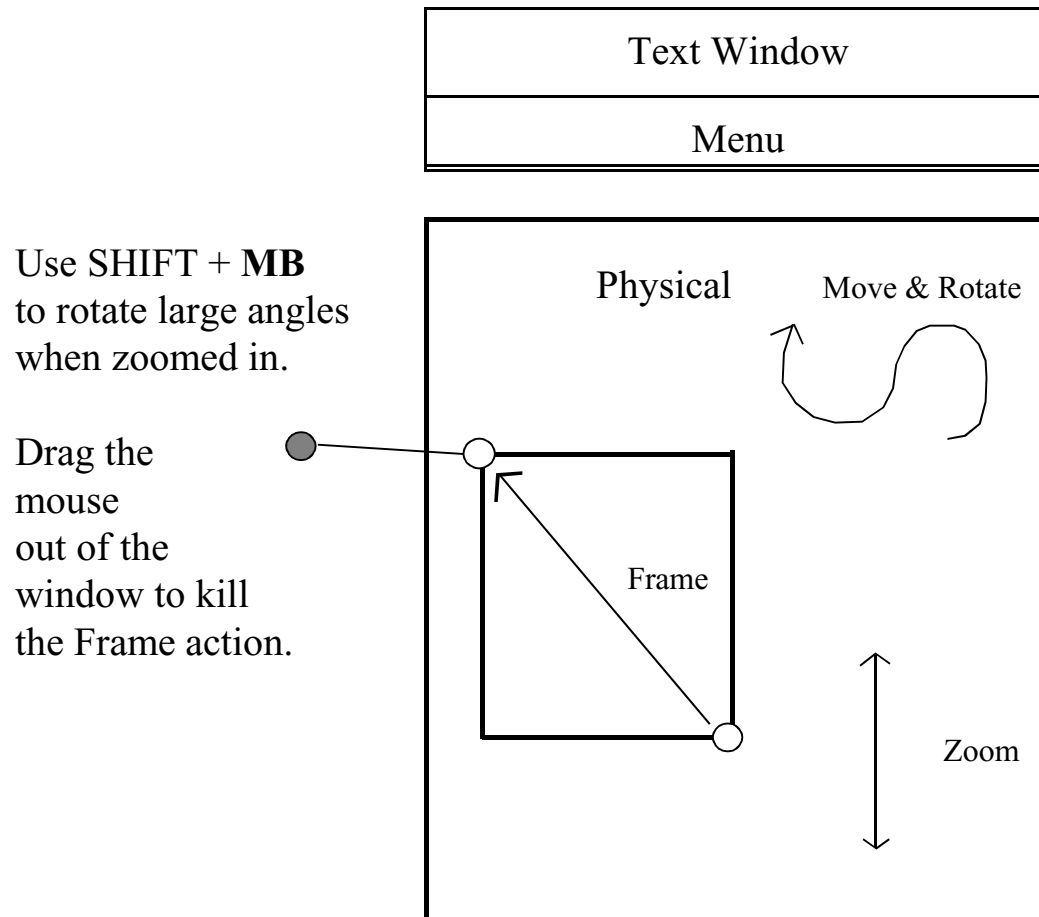 Text Window
Menu
Use SHIFT + MB
to rotate large angles
when zoomed in.
Physical
Move & Rotate
Drag the
mouse
out of the
window to kill
the Frame action.
Frame
Zoom